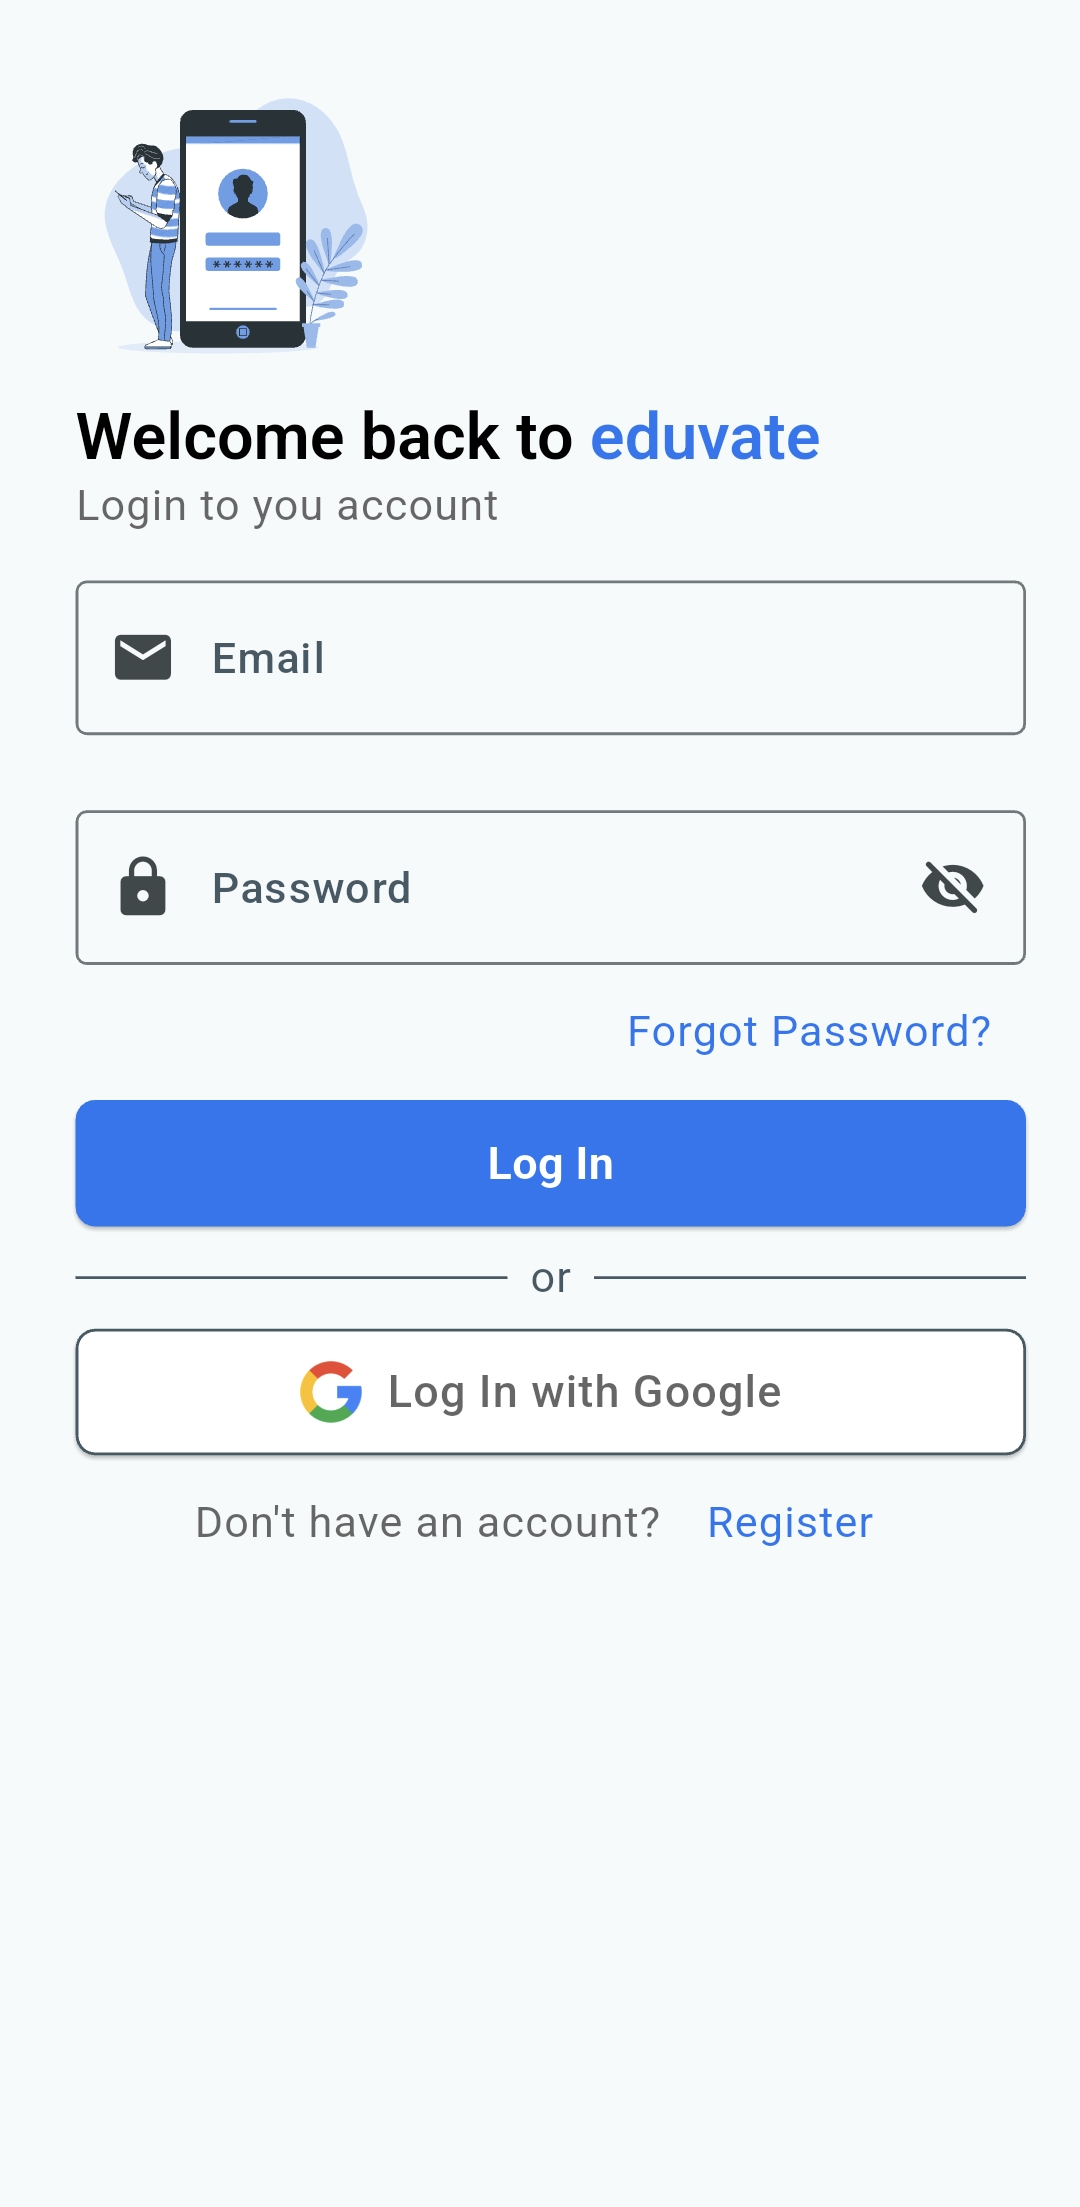 ******
Welcome back to eduvate
Login to you account
Email
Password
Forgot Password?
Log In
or
Log In with Google
Don't have an account? Register